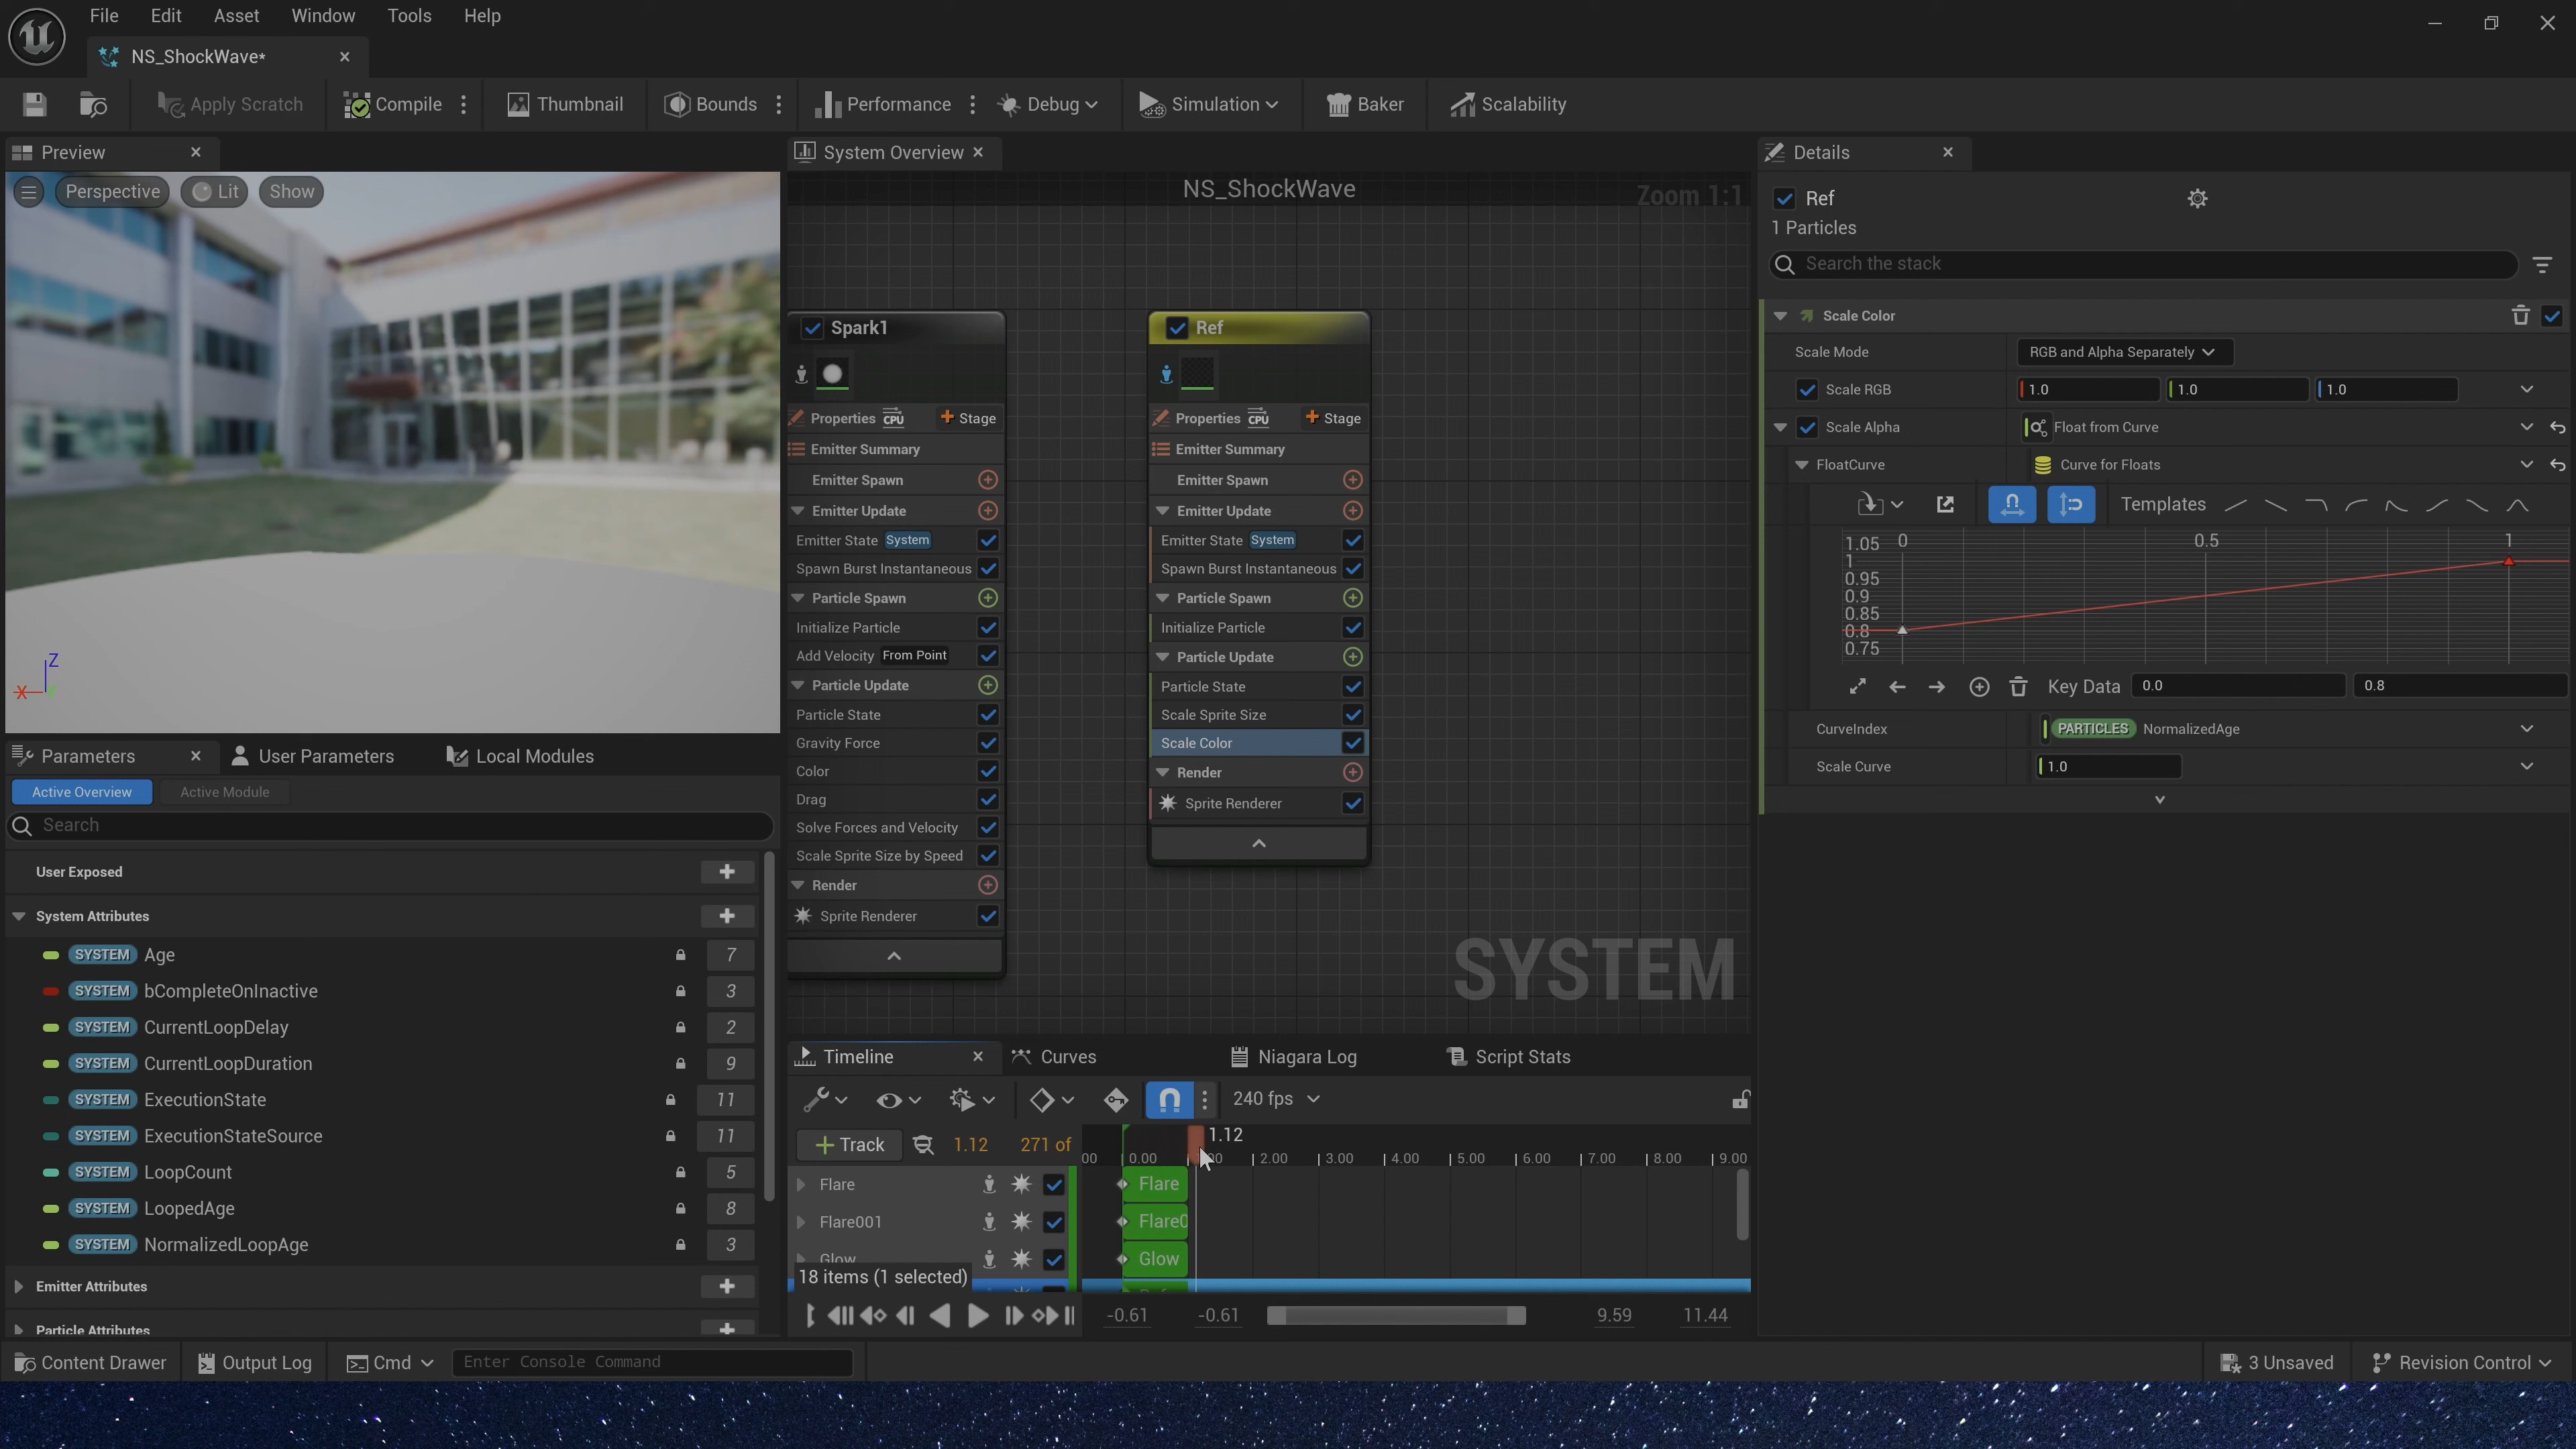 File Edit Asset Window Tools Help
NS_ShockWave*
Apply Scratch Compile Thumbnail Bounds Performance Debug Simulation Baker Scalability
Preview
Perspective Lit Show
Z
X
System Overview
NS_ShockWave
Zoom 1:1
Spark1
Properties CPU Stage
Emitter Summary
Emitter Spawn
Emitter Update
Emitter State System
Spawn Burst Instantaneous
Particle Spawn
Initialize Particle
Add Velocity From Point
Particle Update
Particle State
Gravity Force
Color
Drag
Solve Forces and Velocity
Scale Sprite Size by Speed
Render
Sprite Renderer
Ref
Properties CPU Stage
Emitter Summary
Emitter Spawn
Emitter Update
Emitter State System
Spawn Burst Instantaneous
Particle Spawn
Initialize Particle
Particle Update
Particle State
Scale Sprite Size
Scale Color
Render
Sprite Renderer
SYSTEM
Details
Ref
1 Particles
Search the stack
Scale Color
Scale Mode RGB and Alpha Separately
Scale RGB 1.0 1.0 1.0
Scale Alpha Float from Curve
FloatCurve Curve for Floats
Templates
1.05 0 0.5 1
1
0.95
0.9
0.85
0.8
0.75
Key Data 0.0 0.8
CurveIndex PARTICLES NormalizedAge
Scale Curve 1.0
Parameters User Parameters Local Modules
Active Overview Active Module
Search
User Exposed
System Attributes
SYSTEM Age 7
SYSTEM bCompleteOnInactive 3
SYSTEM CurrentLoopDelay 2
SYSTEM CurrentLoopDuration 9
SYSTEM ExecutionState 11
SYSTEM ExecutionStateSource 11
SYSTEM LoopCount 5
SYSTEM LoopedAge 8
SYSTEM NormalizedLoopAge 3
Emitter Attributes
Particle Attributes
Timeline Curves Niagara Log Script Stats
240 fps
Track 1.12 271 of
1.12
00 0.00 2.00 3.00 4.00 5.00 6.00 7.00 8.00 9.00
Flare Flare
Flare001 Flare0
Glow Glow
18 items (1 selected)
-0.61 -0.61 9.59 11.44
Content Drawer Output Log Cmd Enter Console Command 3 Unsaved Revision Control